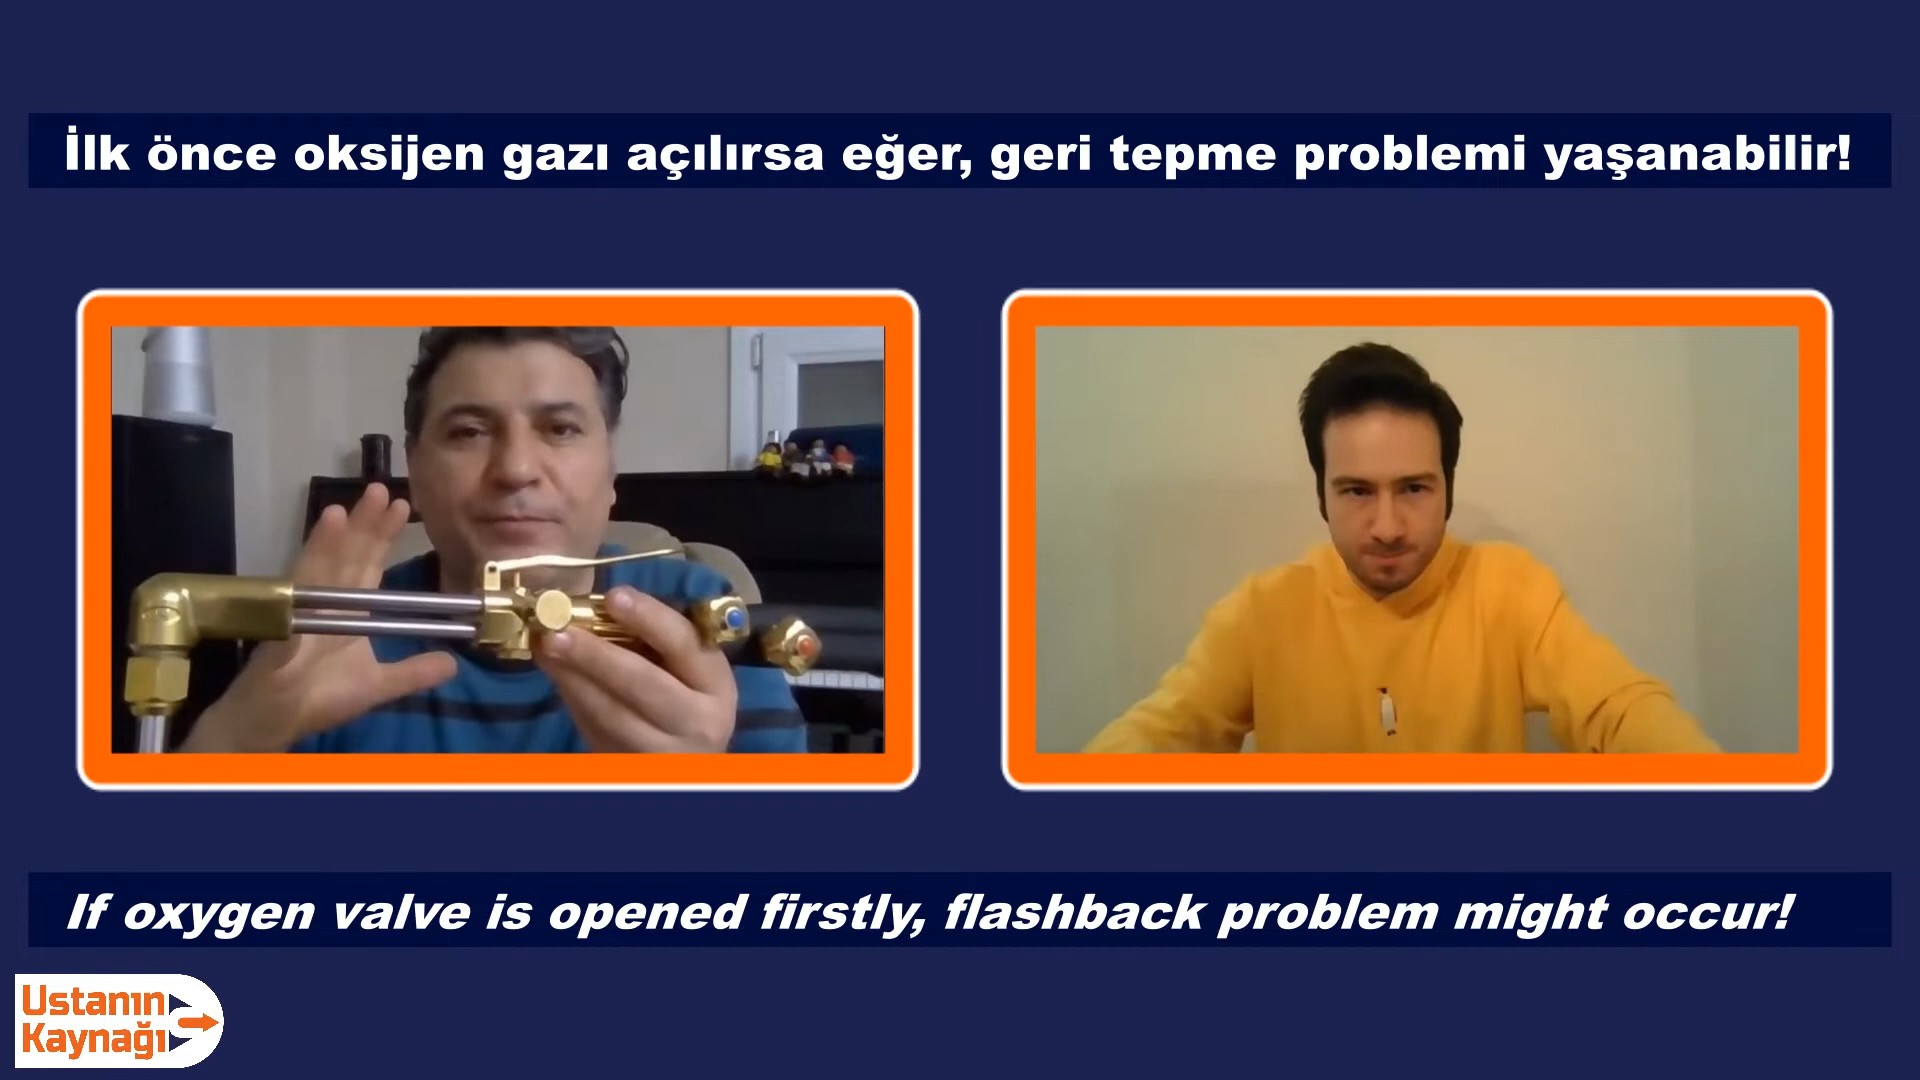 İlk önce oksijen gazı açılırsa eğer, geri tepme problemi yaşanabilir!
If oxygen valve is opened firstly, flashback problem might occur!
Ustanın
Kaynağı